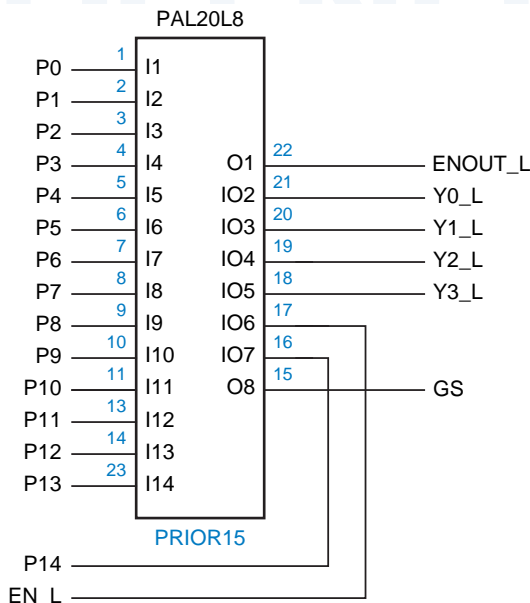 PAL20L8
P0 1 I1
P1 2 I2
P2 3 I3
P3 4 I4 O1 22 ENOUT_L
P4 5 I5 IO2 21 Y0_L
P5 6 I6 IO3 20 Y1_L
P6 7 I7 IO4 19 Y2_L
P7 8 I8 IO5 18 Y3_L
P8 9 I9 IO6 17
P9 10 I10 IO7 16
P10 11 I11 O8 15 GS
P11 13 I12
P12 14 I13
P13 23 I14
PRIOR15
P14
EN_L